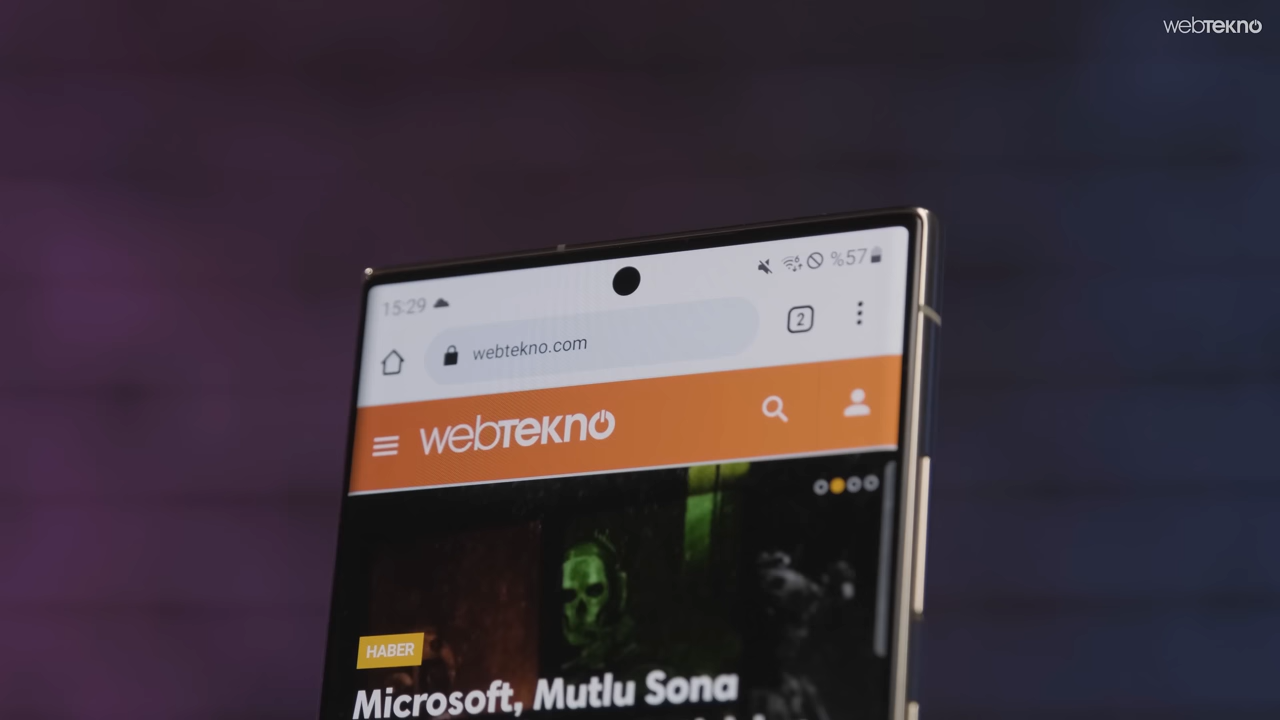 webtekno
15:29
%57
webtekno.com
2
webtekno
HABER
Microsoft, Mutlu Sona